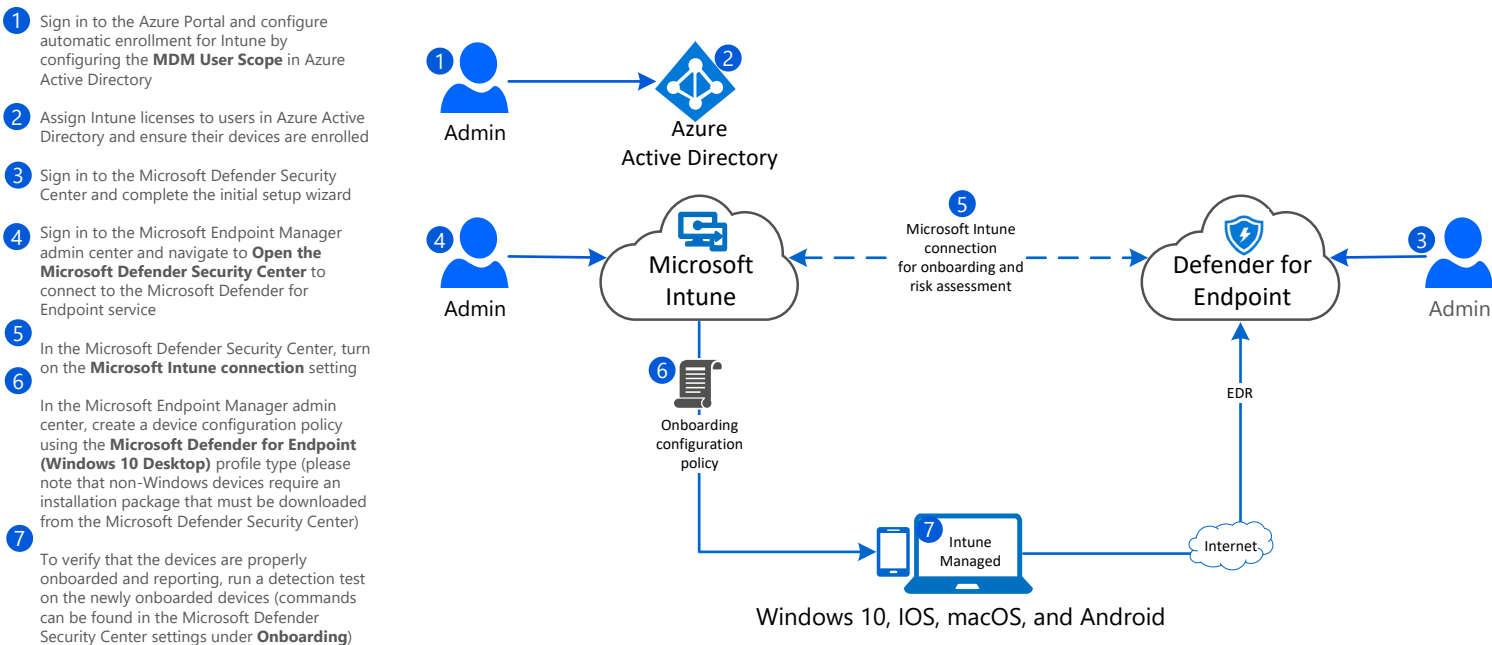 1 Sign in to the Azure Portal and configure
automatic enrollment for Intune by
configuring the MDM User Scope in Azure
Active Directory
2 Assign Intune licenses to users in Azure Active
Directory and ensure their devices are enrolled
3 Sign in to the Microsoft Defender Security
Center and complete the initial setup wizard
4 Sign in to the Microsoft Endpoint Manager
admin center and navigate to Open the
Microsoft Defender Security Center to
connect to the Microsoft Defender for
Endpoint service
5
In the Microsoft Defender Security Center, turn
on the Microsoft Intune connection setting
6
In the Microsoft Endpoint Manager admin
center, create a device configuration policy
using the Microsoft Defender for Endpoint
(Windows 10 Desktop) profile type (please
note that non-Windows devices require an
installation package that must be downloaded
from the Microsoft Defender Security Center)
7
To verify that the devices are properly
onboarded and reporting, run a detection test
on the newly onboarded devices (commands
can be found in the Microsoft Defender
Security Center settings under Onboarding)
1
Admin
2
Azure
Active Directory
4
Admin
Microsoft
Intune
5
Microsoft Intune
connection
for onboarding and
risk assessment
Defender for
Endpoint
3
Admin
6
Onboarding
configuration
policy
EDR
7
Intune
Managed
Internet
Windows 10, IOS, macOS, and Android